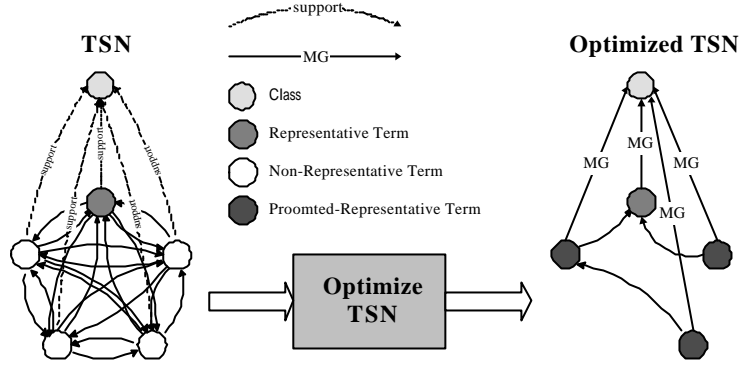 support
TSN
Optimized TSN
MG
Class
Representative Term
Non-Representative Term
Proomted-Representative Term
support
support
support
support
support
MG
MG
MG
MG
Optimize
TSN